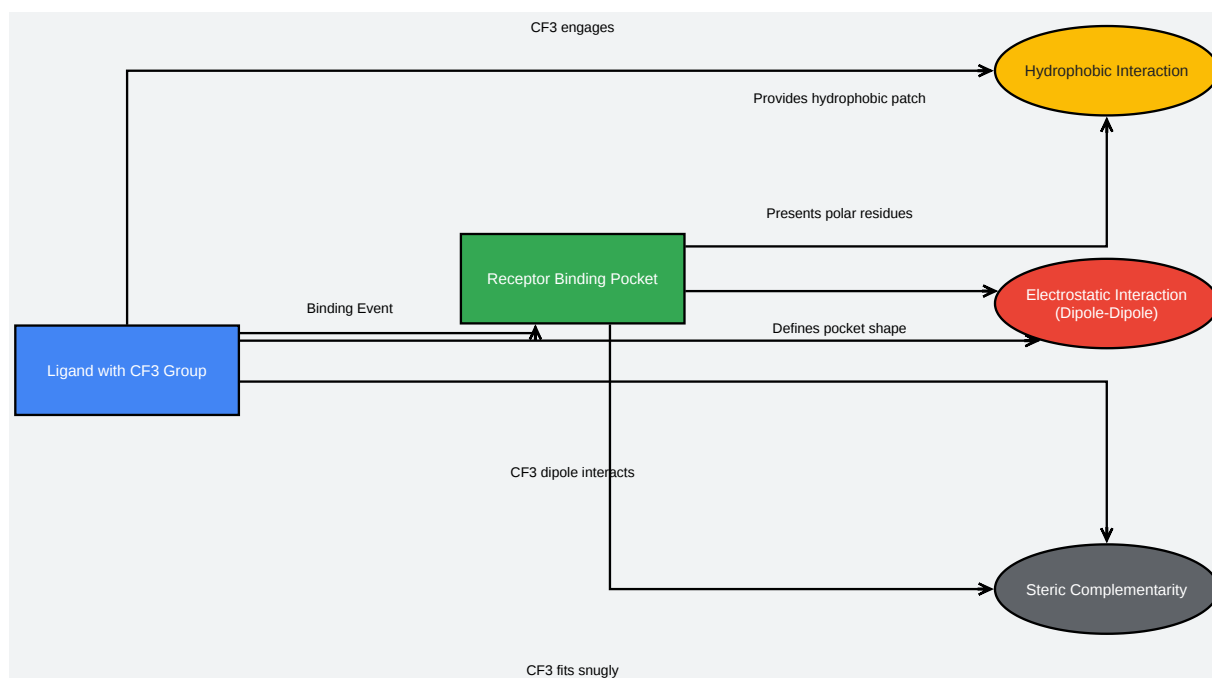 CF3 engages
Hydrophobic Interaction
Provides hydrophobic patch
Presents polar residues
Receptor Binding Pocket
Electrostatic Interaction
(Dipole-Dipole)
Binding Event
Defines pocket shape
Ligand with CF3 Group
CF3 dipole interacts
Steric Complementarity
CF3 fits snugly